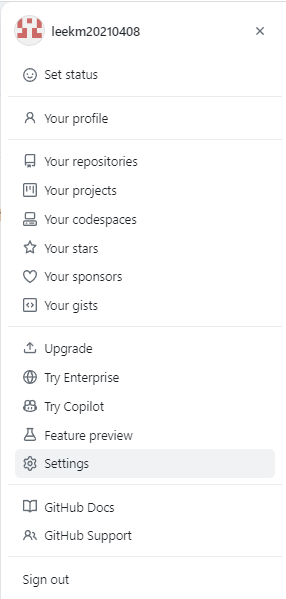 leekm20210408
Set status
Your profile
Your repositories
Your projects
Your codespaces
Your stars
Your sponsors
Your gists
Upgrade
Try Enterprise
Try Copilot
Feature preview
Settings
GitHub Docs
GitHub Support
Sign out